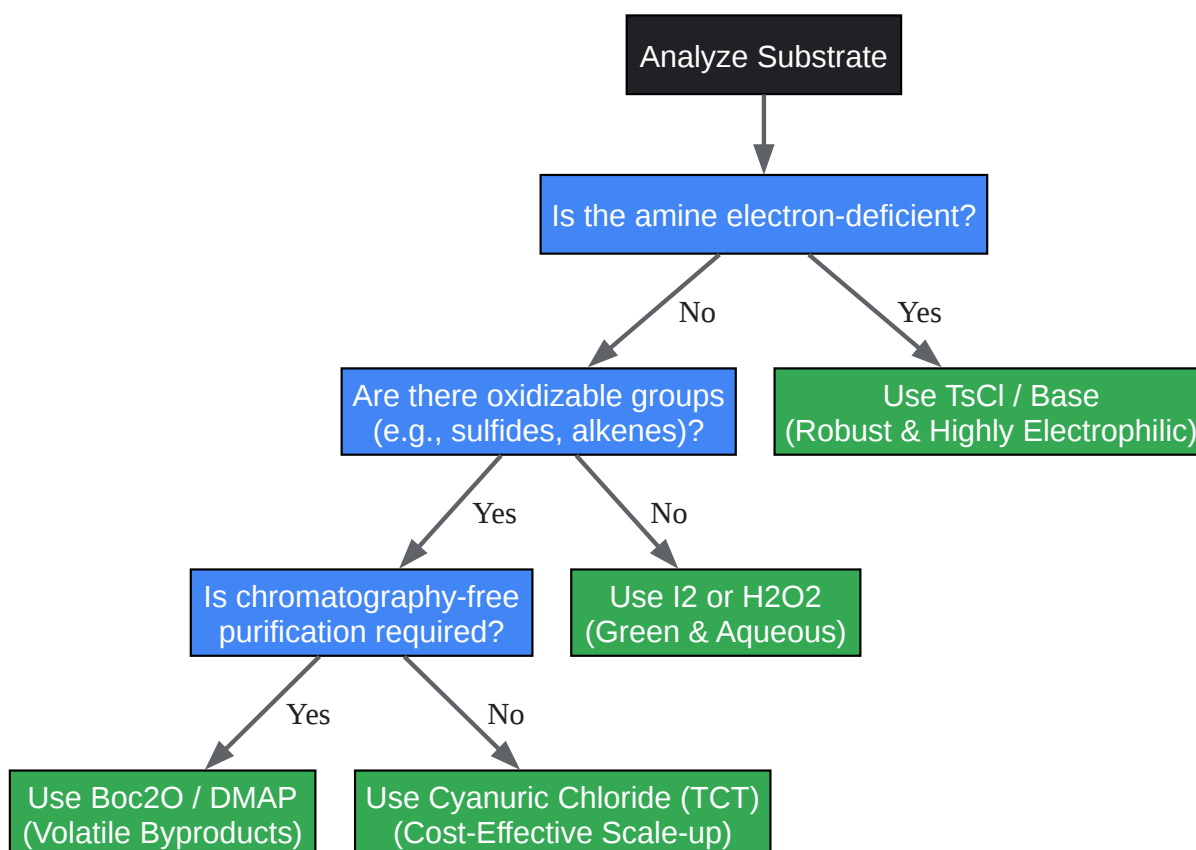 Analyze Substrate
Is the amine electron-deficient?
No
Yes
Are there oxidizable groups
(e.g., sulfides, alkenes)?
Use TsCl / Base
(Robust & Highly Electrophilic)
Yes
No
Is chromatography-free
purification required?
Use I2 or H2O2
(Green & Aqueous)
Yes
No
Use Boc2O / DMAP
(Volatile Byproducts)
Use Cyanuric Chloride (TCT)
(Cost-Effective Scale-up)